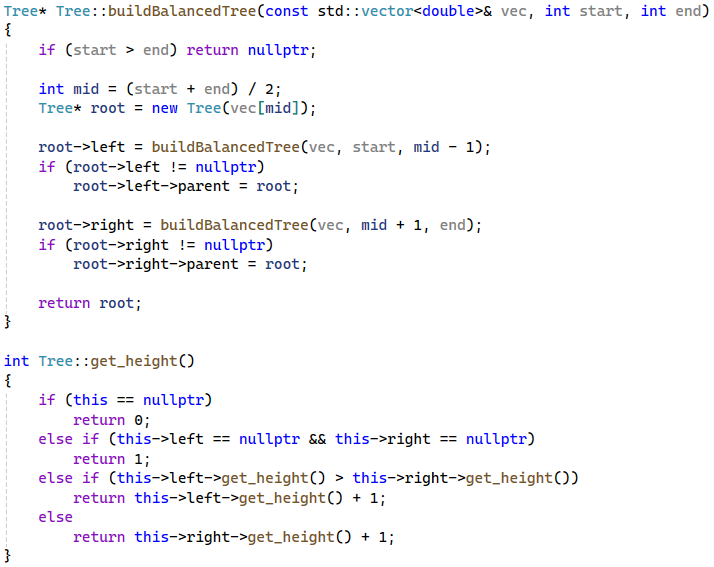 Tree* Tree::buildBalancedTree(const std::vector<double>& vec, int start, int end)
{
    if (start > end) return nullptr;

    int mid = (start + end) / 2;
    Tree* root = new Tree(vec[mid]);

    root->left = buildBalancedTree(vec, start, mid - 1);
    if (root->left != nullptr)
        root->left->parent = root;

    root->right = buildBalancedTree(vec, mid + 1, end);
    if (root->right != nullptr)
        root->right->parent = root;

    return root;
}

int Tree::get_height()
{
    if (this == nullptr)
        return 0;
    else if (this->left == nullptr && this->right == nullptr)
        return 1;
    else if (this->left->get_height() > this->right->get_height())
        return this->left->get_height() + 1;
    else
        return this->right->get_height() + 1;
}